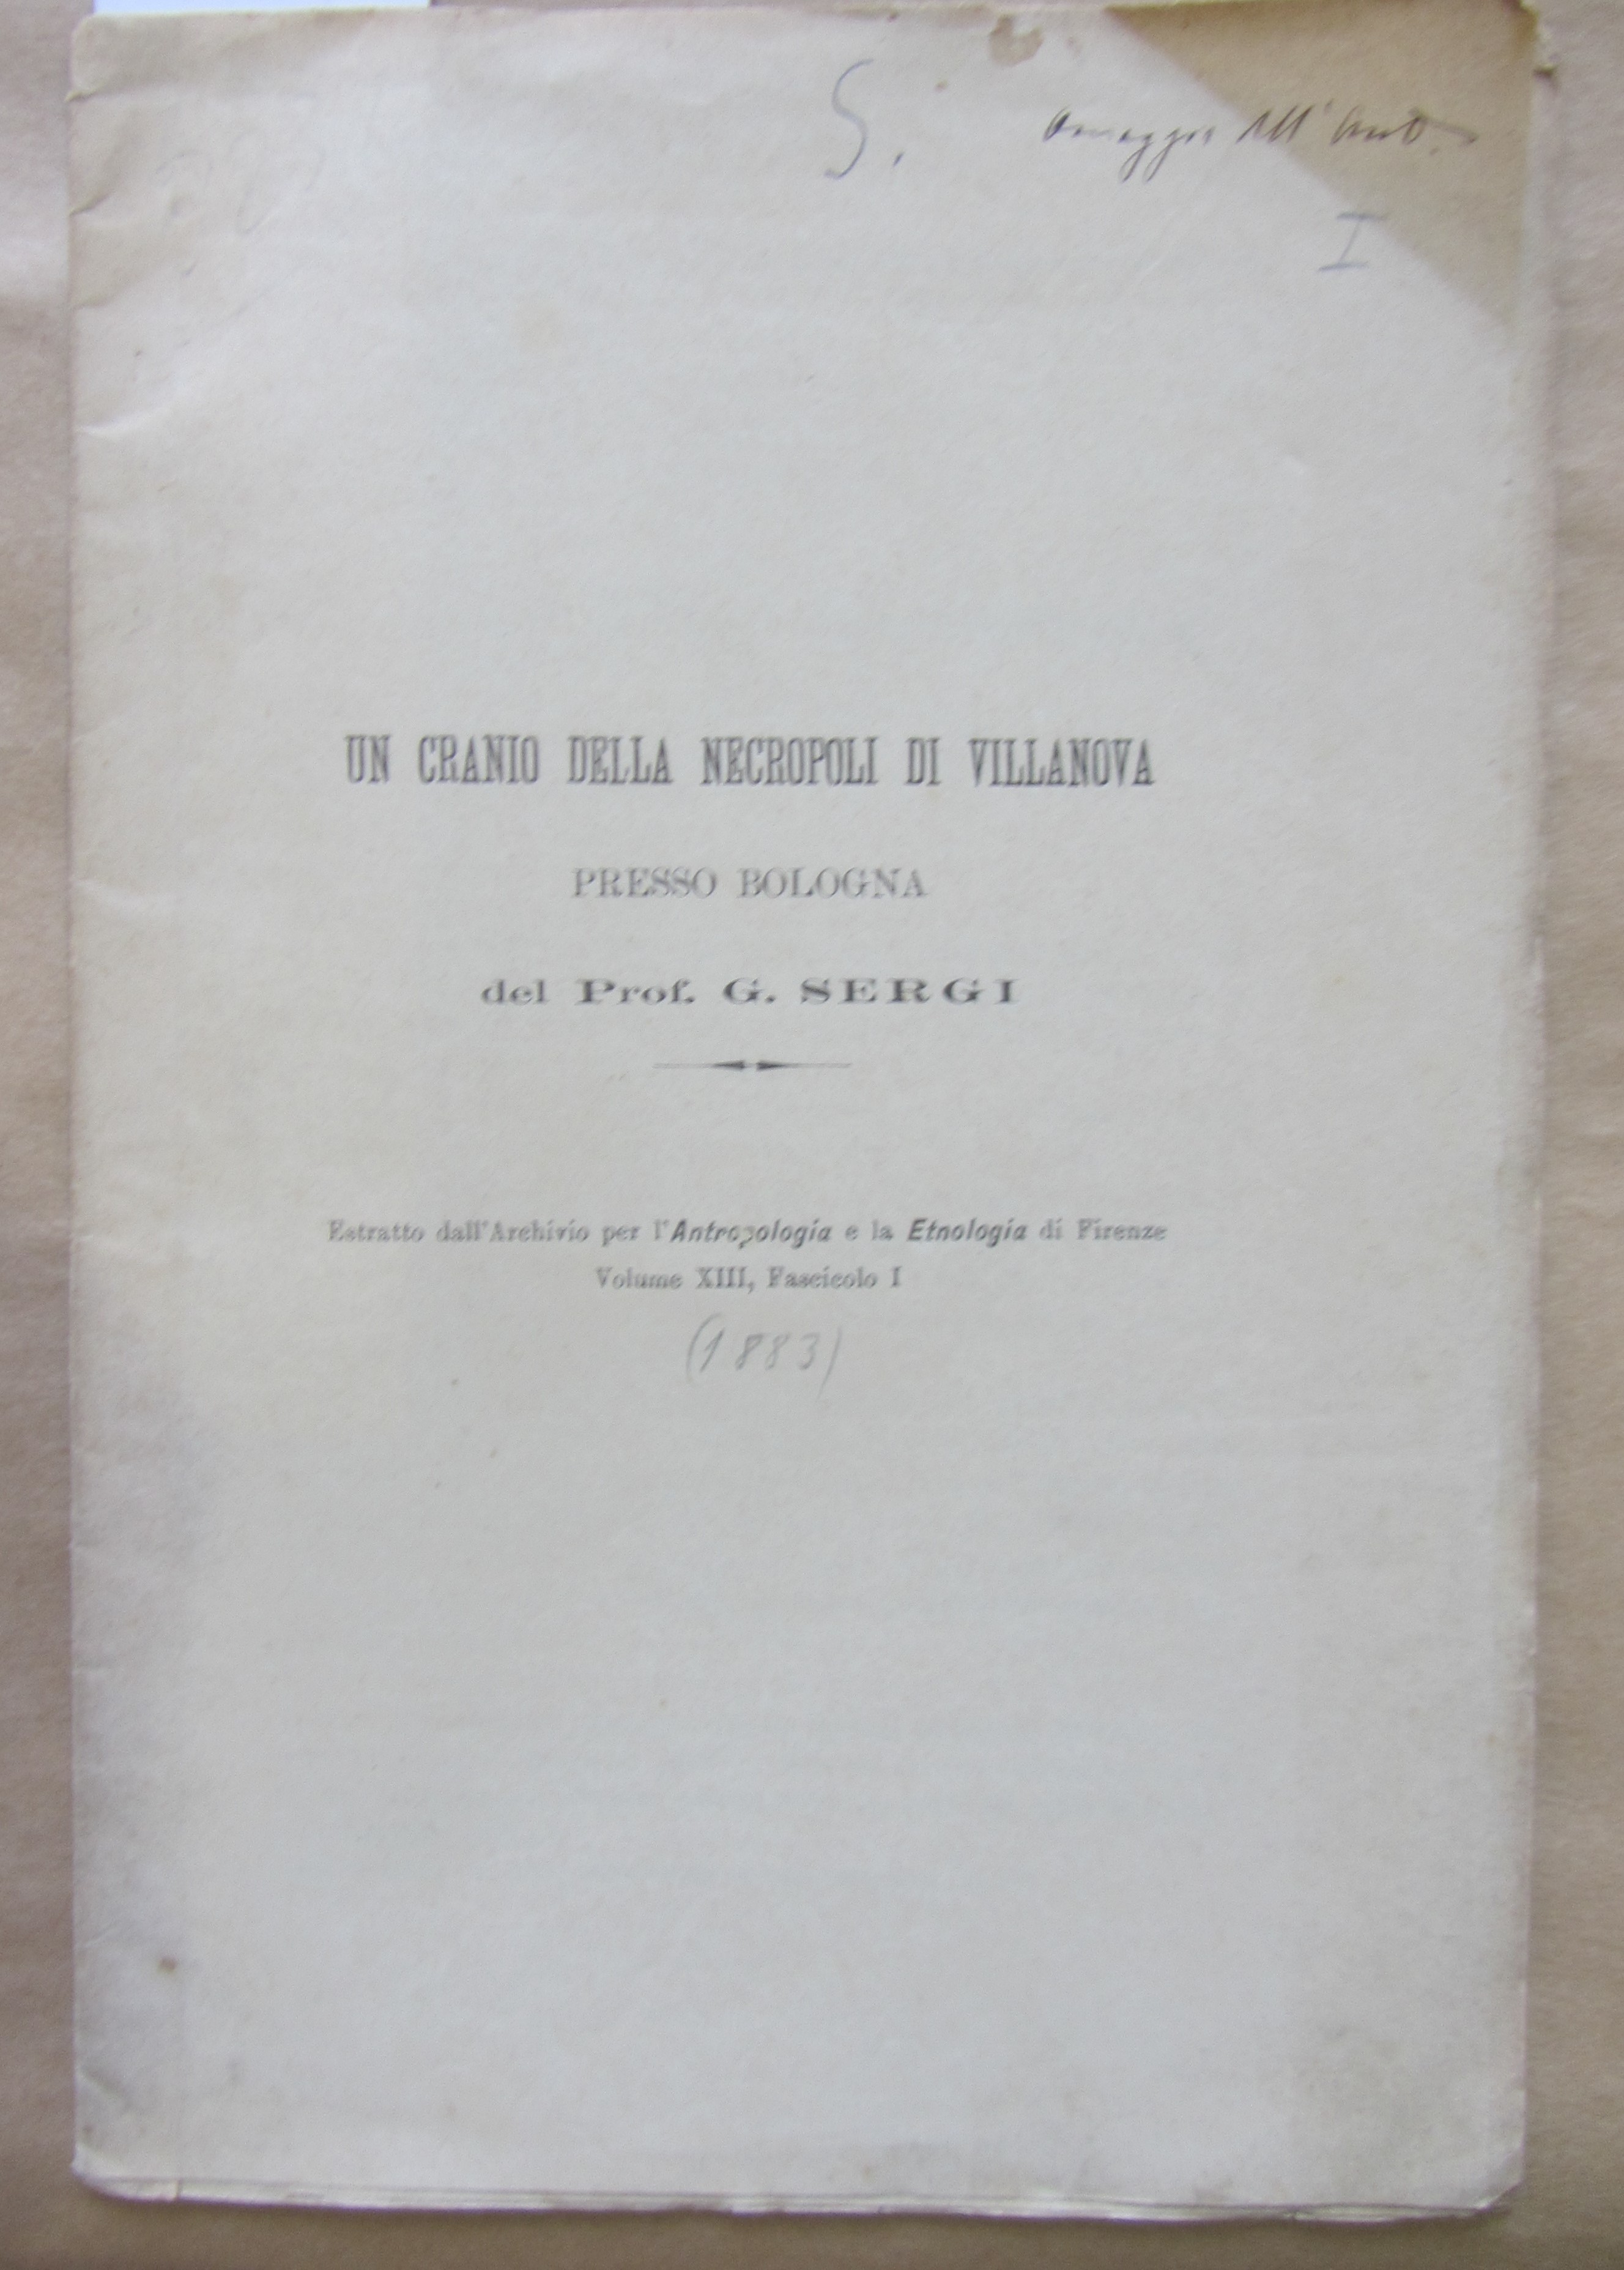 S.
Omaggio dell'Aut.
I
UN CRANIO DELLA NECROPOLI DI VILLANOVA
PRESSO BOLOGNA
del Prof. G. SERGI
Estratto dall'Archivio per l'Antropologia e la Etnologia di Firenze
Volume XIII, Fascicolo I
(1883)